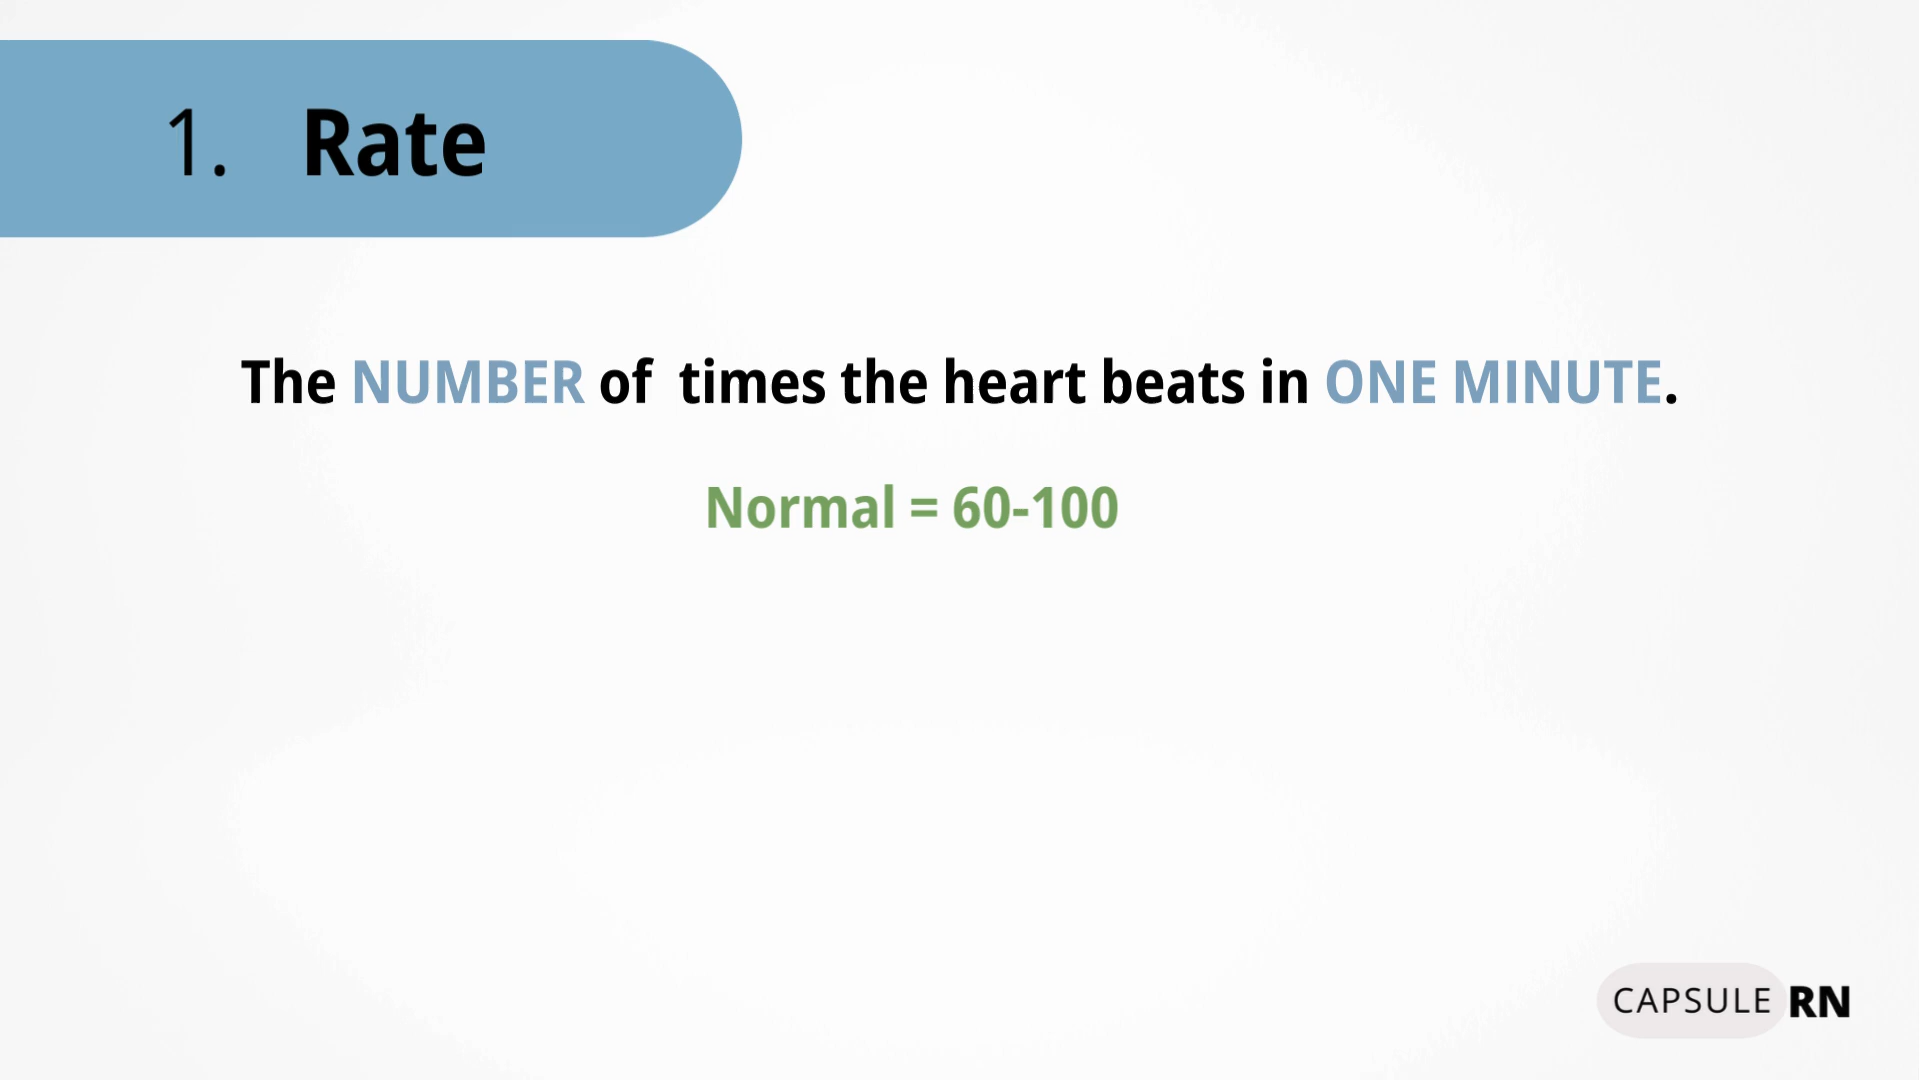 1. Rate
The NUMBER of times the heart beats in ONE MINUTE.
Normal = 60-100
CAPSULE RN